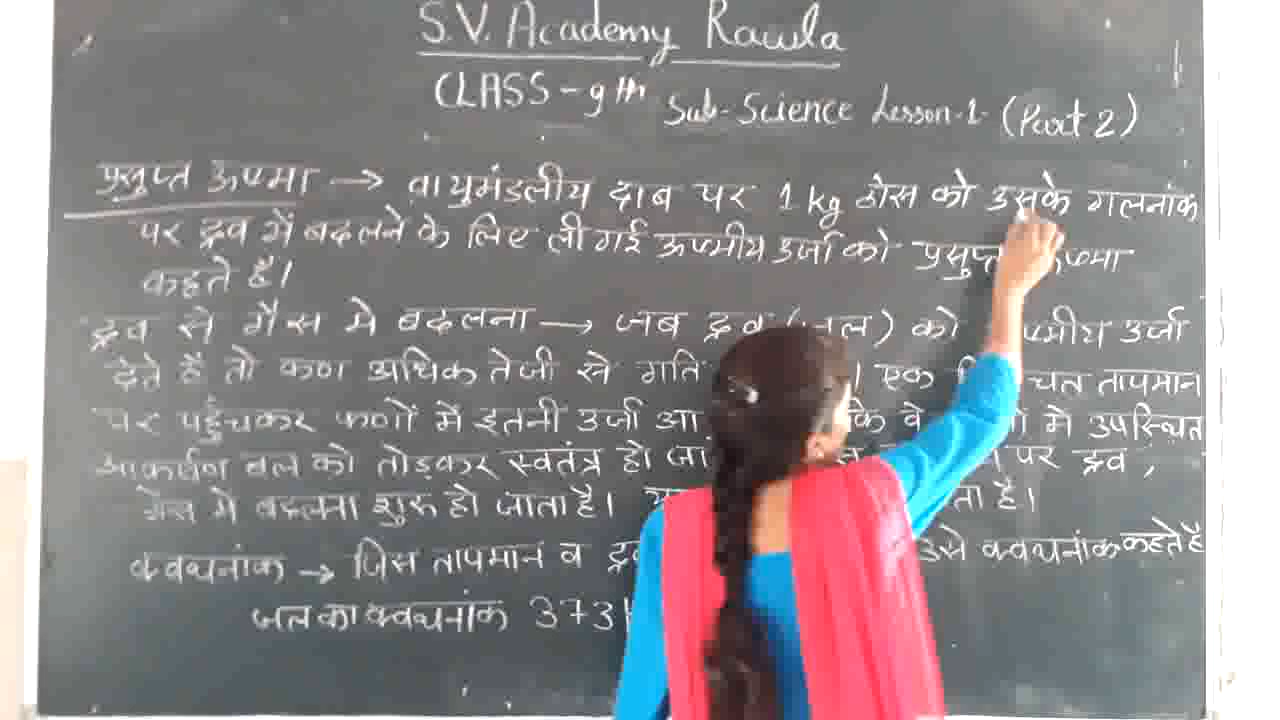 S.V. Academy Rawla
CLASS-9th Sub-Science Lesson-1 (Part 2)
प्रसुप्त ऊष्मा → वायुमंडलीय दाब पर 1 kg ठोस को उसके गलनांक
पर द्रव में बदलने के लिए ली गई ऊष्मीय उर्जा को प्रसुप्त ऊष्मा
कहते हैं।
द्रव से गैस मे बदलना → जब द्रव (जल) को ष्मीय उर्जा
देते है तो कण अधिक तेजी से गति । एक तापमान
पर पहुंचकर कणों में इतनी उर्जा आ वे मे उपस्थित
आकर्षण बल को तोड़कर स्वतंत्र हो पर द्रव,
गैस मे बदलना शुरु हो जाता है। है।
क्वथनांक → जिस तापमान व उसे क्वथनांक कहते है
जल का क्वथनांक 373